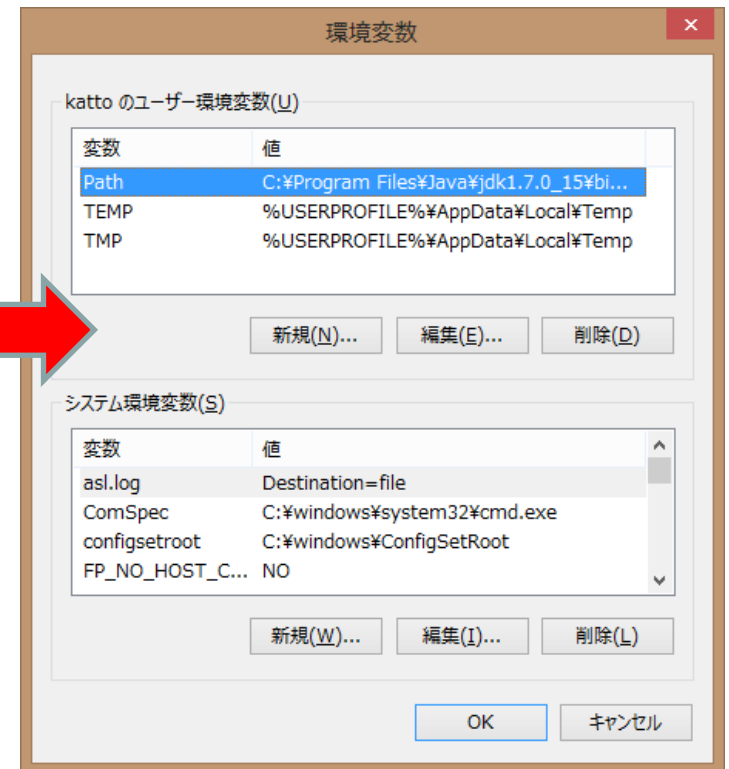 環境変数
katto のユーザー環境変数(U)
変数 値
Path C:¥Program Files¥Java¥jdk1.7.0_15¥bi...
TEMP %USERPROFILE%¥AppData¥Local¥Temp
TMP %USERPROFILE%¥AppData¥Local¥Temp
新規(N)... 編集(E)... 削除(D)
システム環境変数(S)
変数 値
asl.log Destination=file
ComSpec C:¥windows¥system32¥cmd.exe
configsetroot C:¥windows¥ConfigSetRoot
FP_NO_HOST_C... NO
新規(W)... 編集(I)... 削除(L)
OK キャンセル